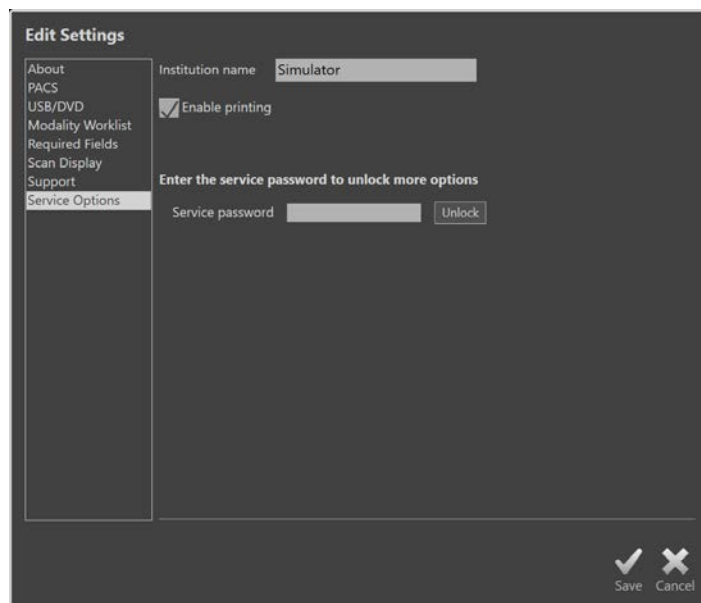 Edit Settings
About
PACS
USB/DVD
Modality Worklist
Required Fields
Scan Display
Support
Service Options
Institution name Simulator
Enable printing
Enter the service password to unlock more options
Service password Unlock
Save Cancel